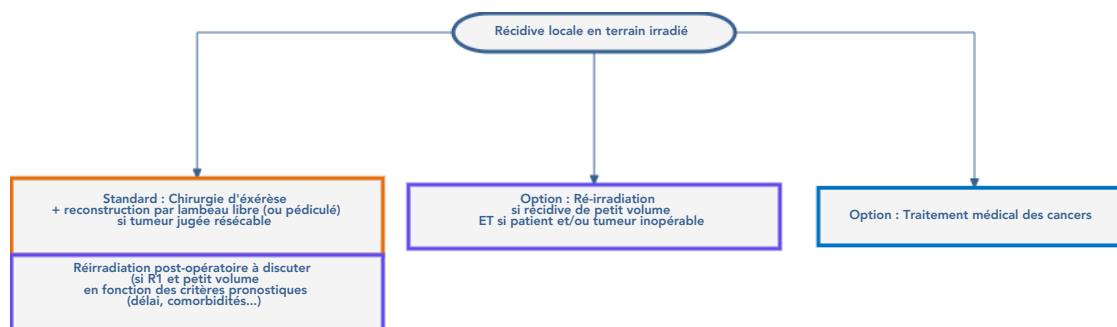 Récidive locale en terrain irradié
Standard : Chirurgie d'éxérèse
+ reconstruction par lambeau libre (ou pédiculé)
si tumeur jugée résécable
Réirradiation post-opératoire à discuter
(si R1 et petit volume
en fonction des critères pronostiques
(délai, comorbidités...)
Option : Ré-irradiation
si récidive de petit volume
ET si patient et/ou tumeur inopérable
Option : Traitement médical des cancers